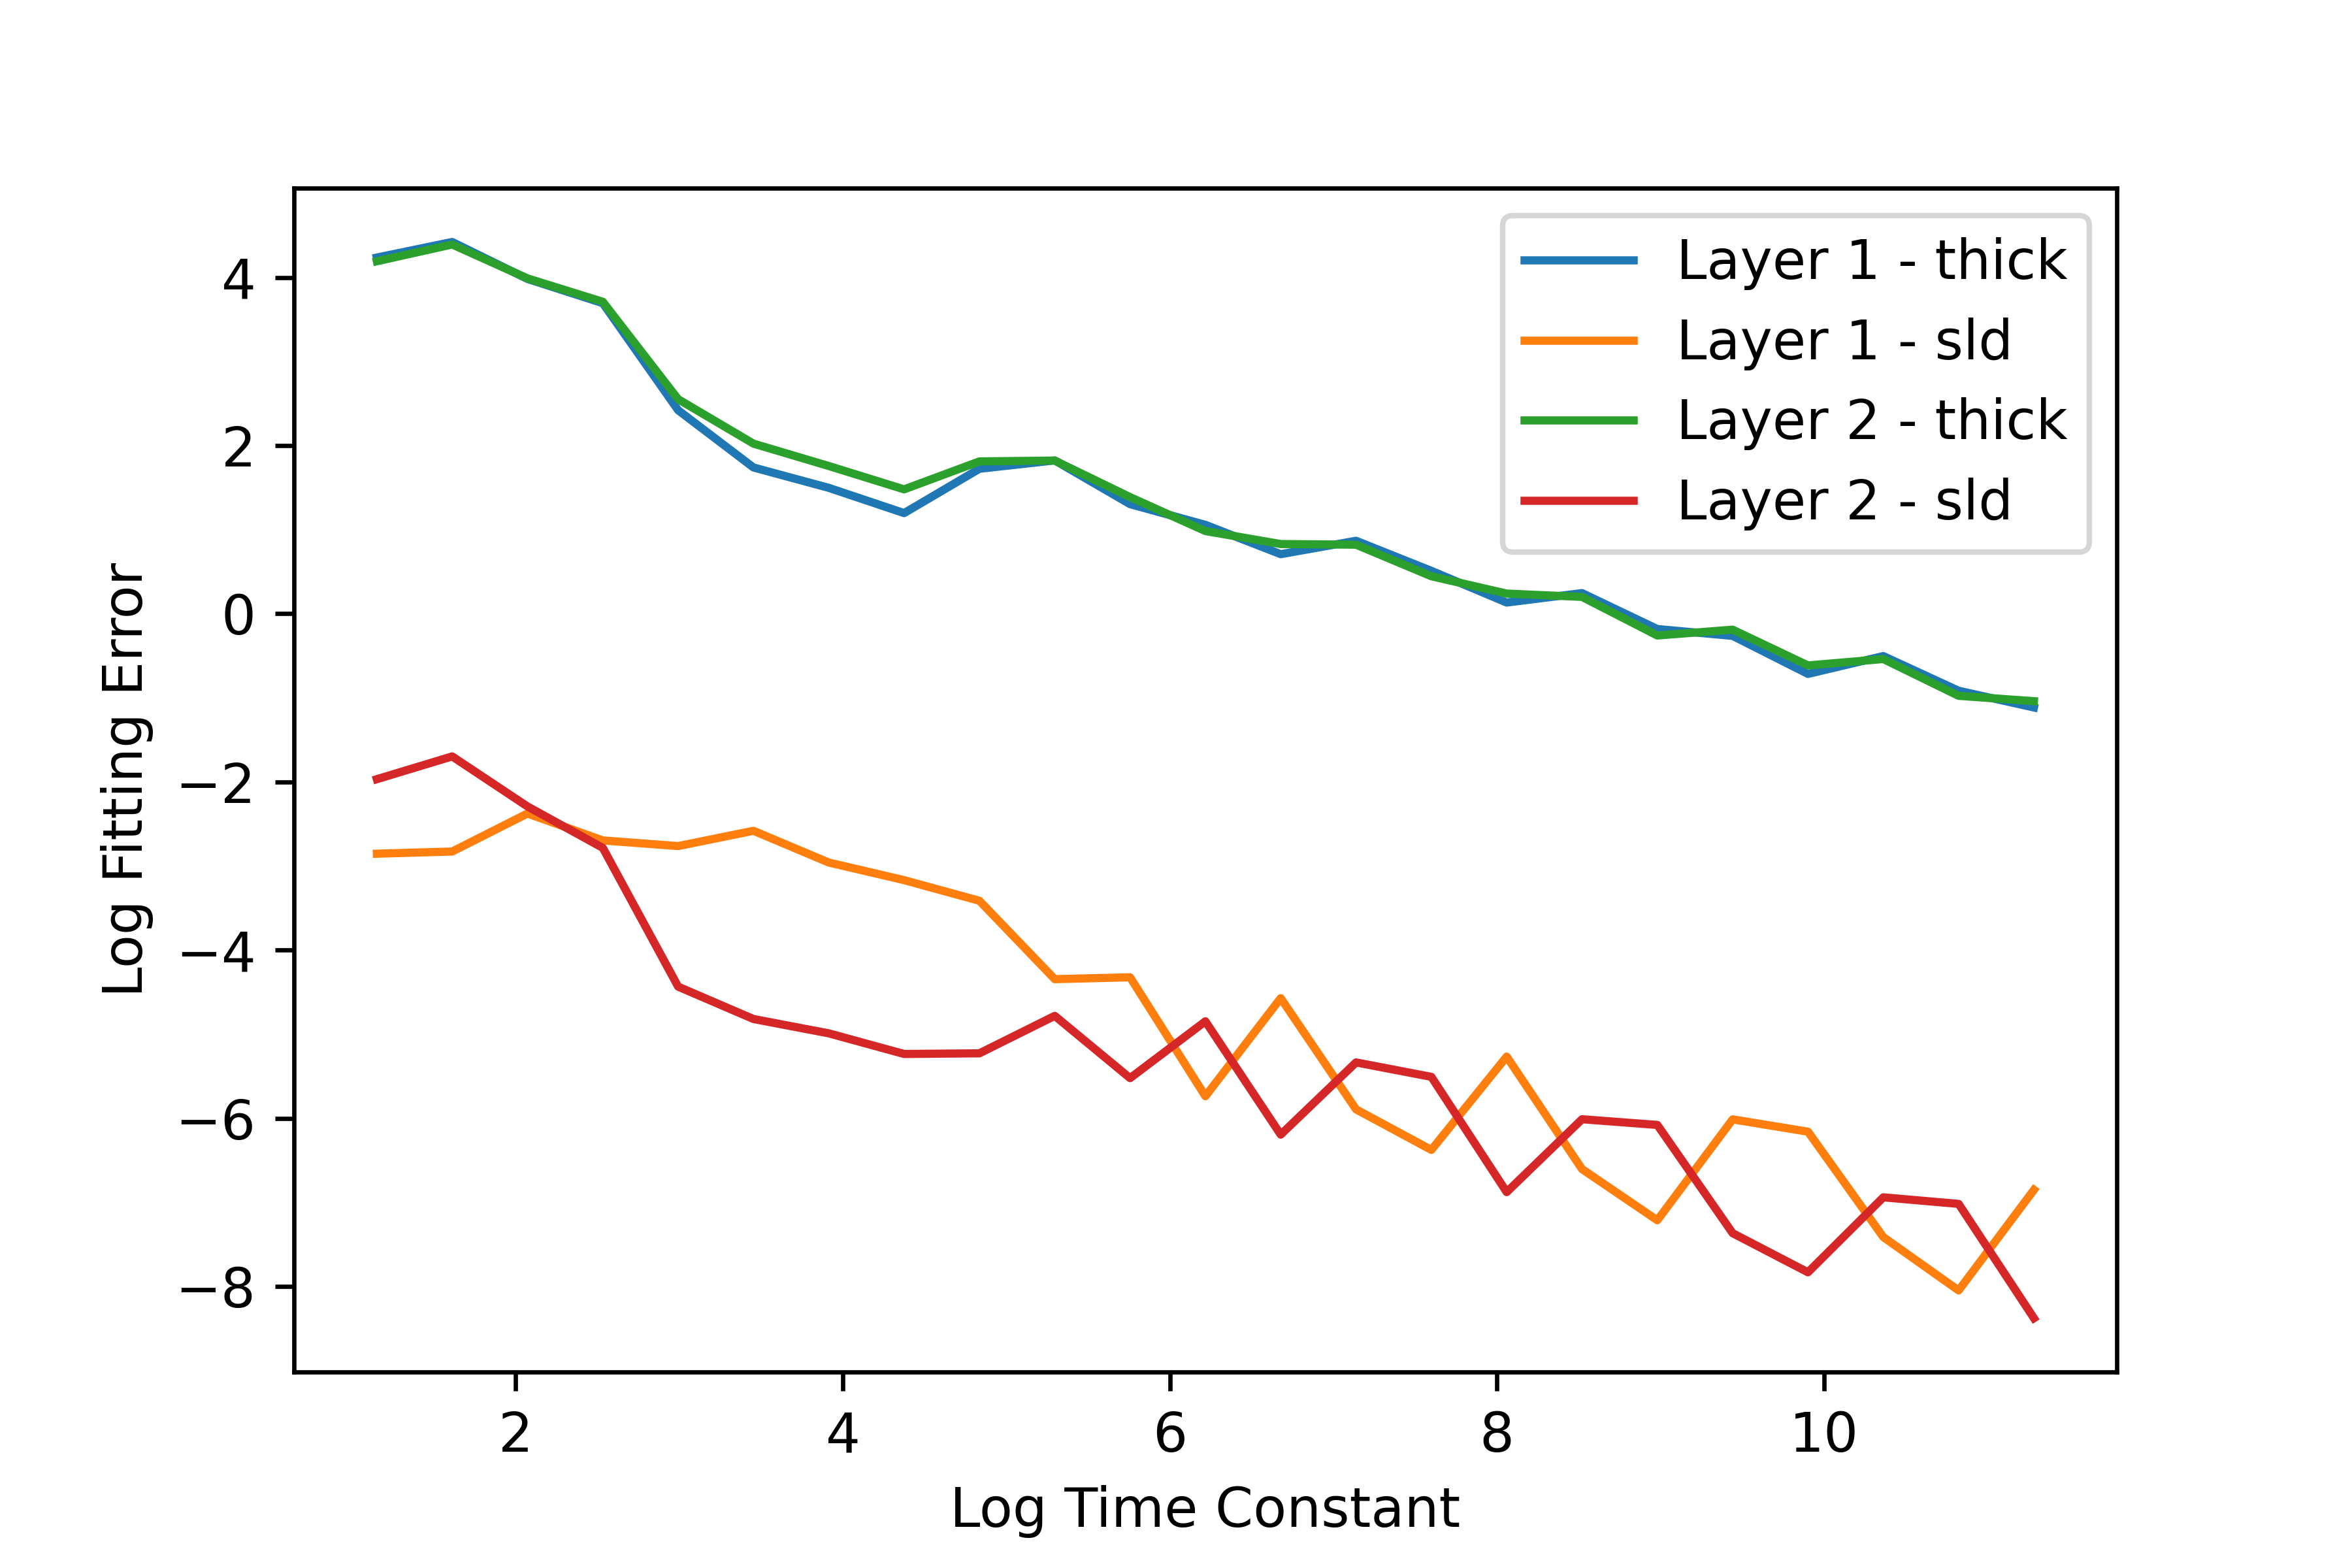 4
2
0
−2
−4
−6
−8
Log Fitting Error
Layer 1 - thick
Layer 1 - sld
Layer 2 - thick
Layer 2 - sld
2 4 6 8 10
Log Time Constant